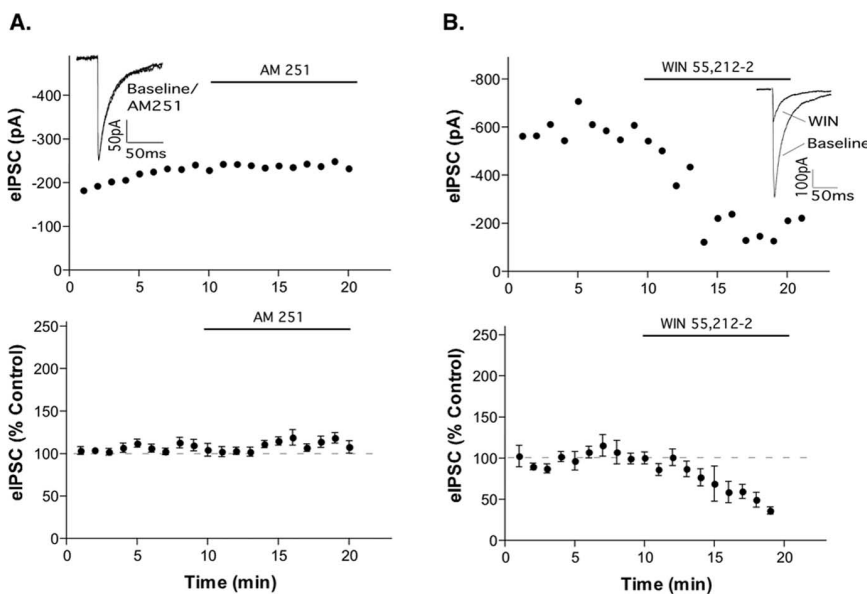 A.
AM 251
Baseline/
AM251
50pA
50ms
eIPSC (pA)
-400
-300
-200
-100
0
0
5
10
15
20
B.
WIN 55,212-2
WIN
Baseline
100pA
50ms
eIPSC (pA)
-800
-600
-400
-200
0
0
5
10
15
20
AM 251
eIPSC (% Control)
250
200
150
100
50
0
0
5
10
15
20
Time (min)
WIN 55,212-2
eIPSC (% Control)
250
200
150
100
50
0
0
5
10
15
20
Time (min)